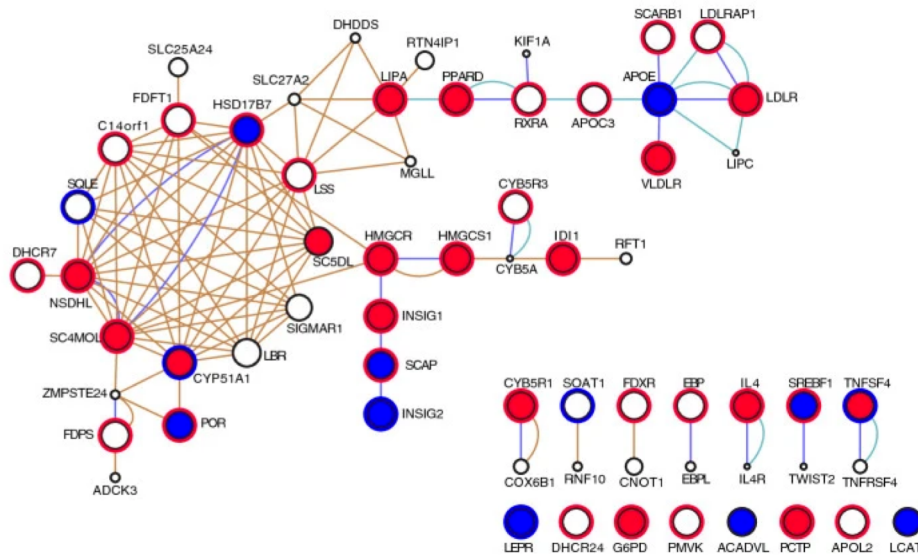 DHDDS
SCARB1
LDLRAP1
SLC25A24
RTN4IP1
KIF1A
SLC27A2
LIPA
PPARD
APOE
FDFT1
HSD17B7
LDLR
C14orf1
RXRA
APOC3
LIPC
SQLE
LSS
MGLL
VLDLR
CYB5R3
DHCR7
SC5DL
HMGCR
HMGCS1
IDI1
RFT1
CYB5A
NSDHL
SIGMAR1
INSIG1
SC4MOL
LBR
CYP51A1
SCAP
ZMPSTE24
POR
INSIG2
FDPS
ADCK3
CYB5R1
SOAT1
FDXR
EBP
IL4
SREBF1
TNFSF4
COX6B1
RNF10
CNOT1
EBPL
IL4R
TWIST2
TNFRSF4
LEPR
DHCR24
G6PD
PMVK
ACADVL
PCTP
APOL2
LCAT